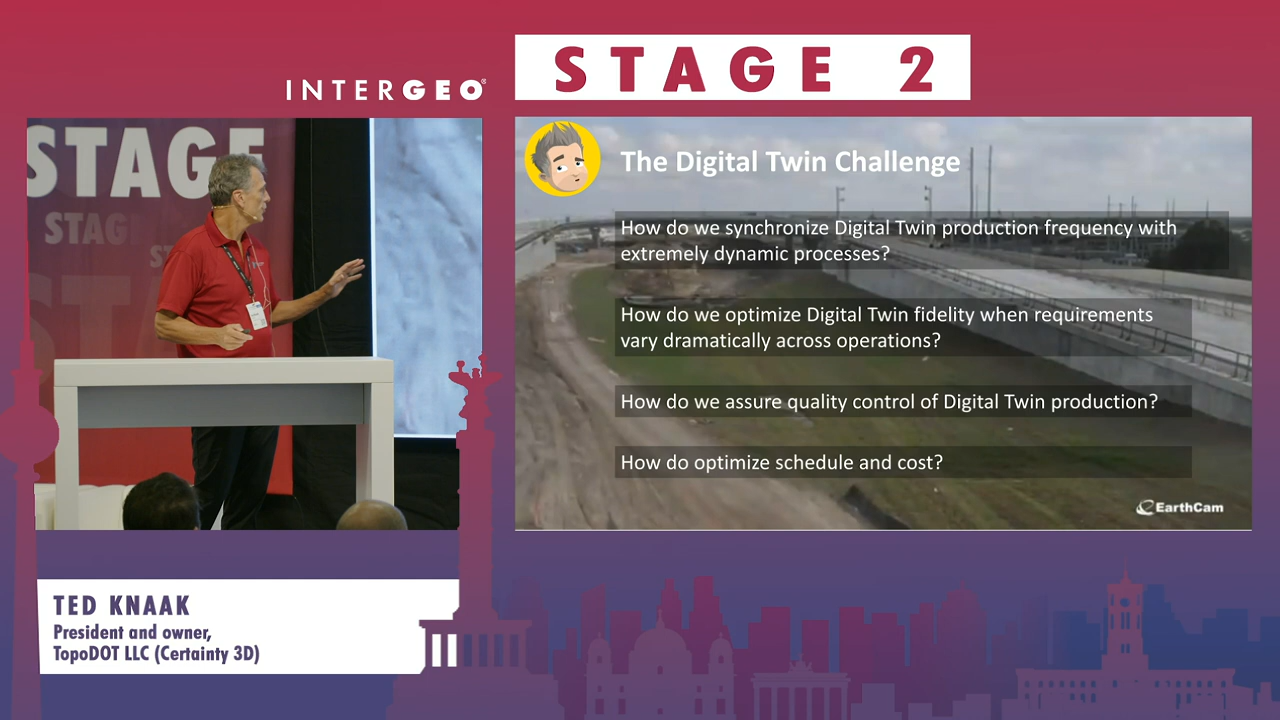 INTERGEO
STAGE 2
STAGE
STAG
ST
The Digital Twin Challenge
How do we synchronize Digital Twin production frequency with
extremely dynamic processes?
How do we optimize Digital Twin fidelity when requirements
vary dramatically across operations?
How do we assure quality control of Digital Twin production?
How do optimize schedule and cost?
EarthCam
TED KNAAK
President and owner,
TopoDOT LLC (Certainty 3D)